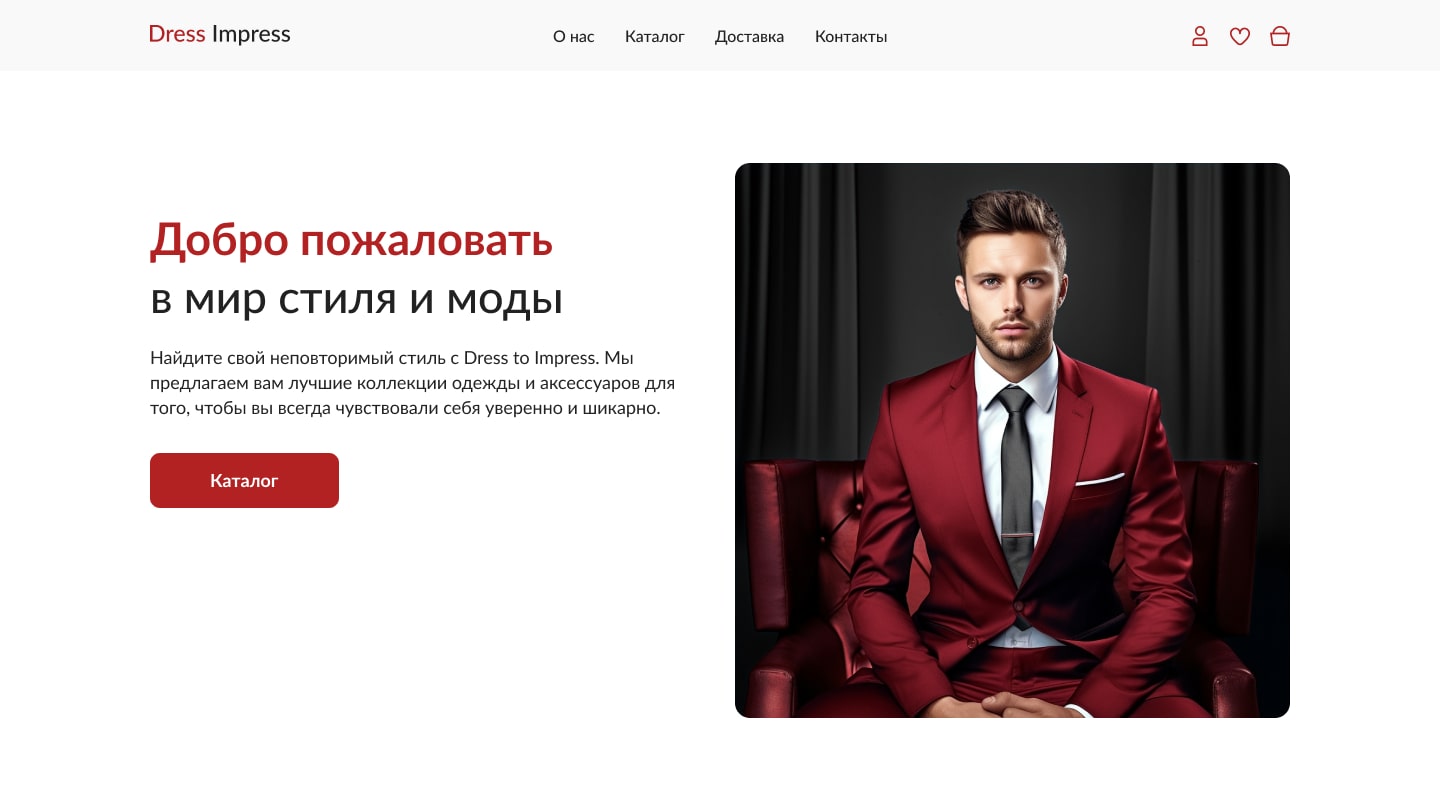 Dress Impress
О нас
Каталог
Доставка
Контакты
Добро пожаловать
в мир стиля и моды
Найдите свой неповторимый стиль с Dress to Impress. Мы
предлагаем вам лучшие коллекции одежды и аксессуаров для
того, чтобы вы всегда чувствовали себя уверенно и шикарно.
Каталог